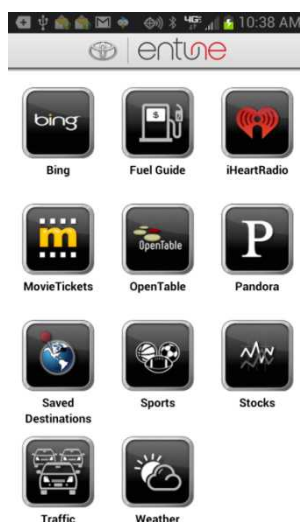 4G 10:38 AM
entune
bing
$
Bing
Fuel Guide
iHeartRadio
m
OpenTable
P
MovieTickets
OpenTable
Pandora
Saved
Destinations
Sports
Stocks
Traffic
Weather